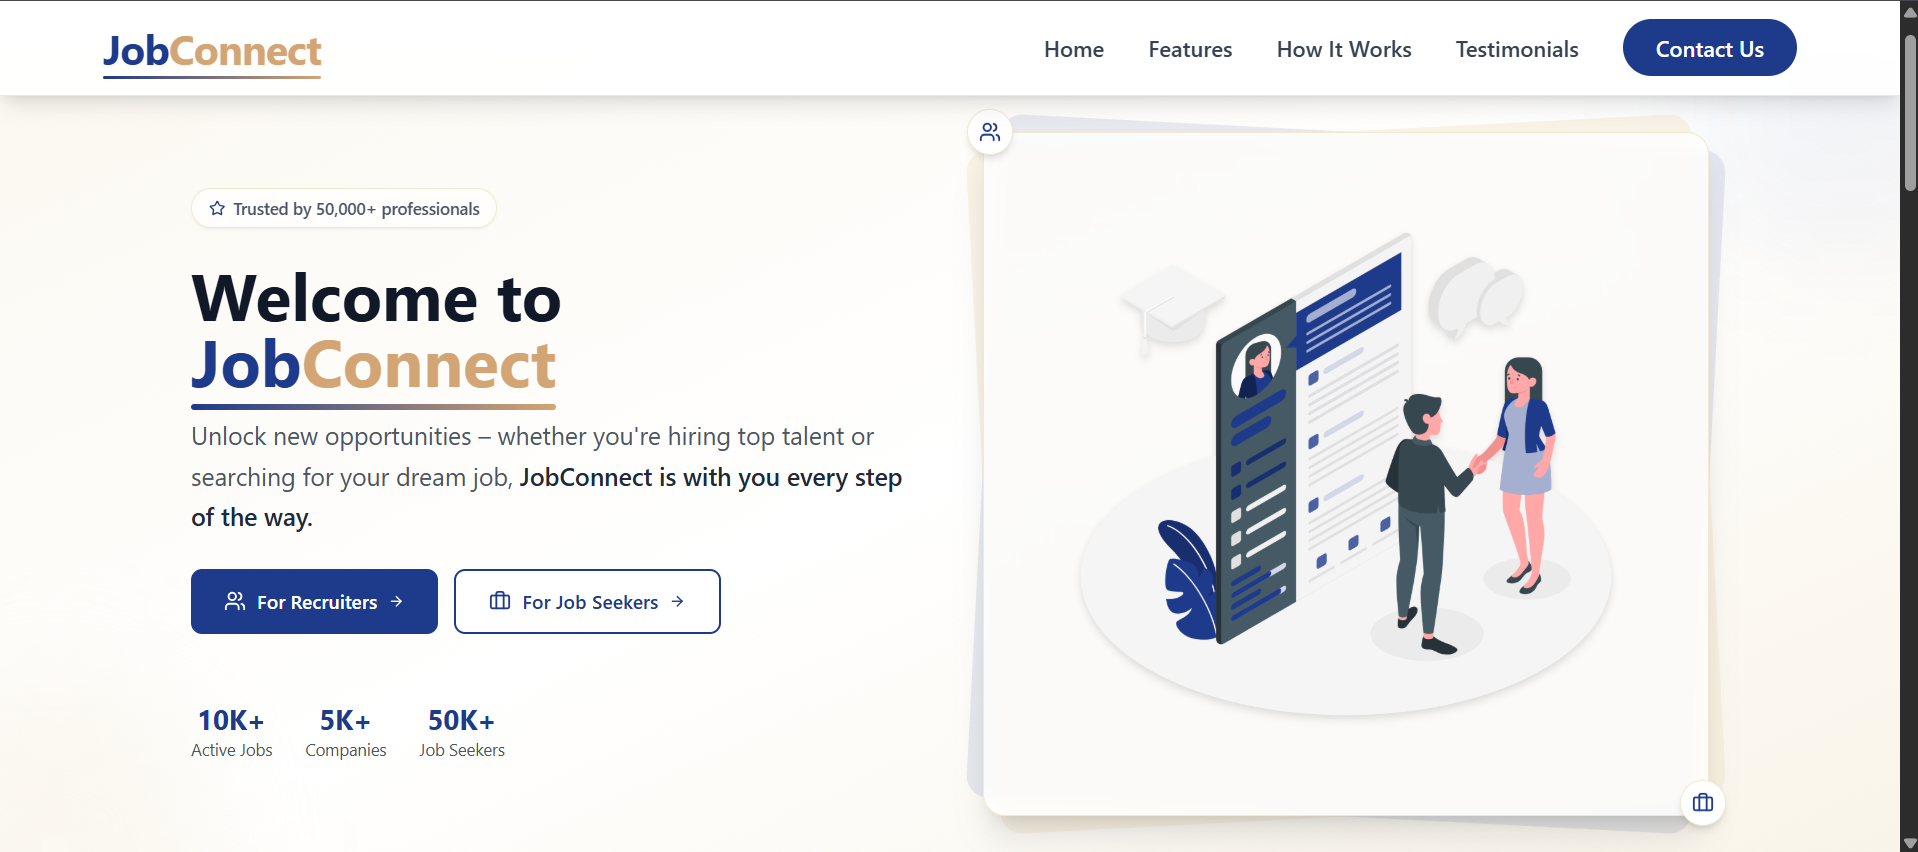 JobConnect
Home
Features
How It Works
Testimonials
Contact Us
Trusted by 50,000+ professionals
Welcome to
JobConnect
Unlock new opportunities – whether you're hiring top talent or
searching for your dream job, JobConnect is with you every step
of the way.
For Recruiters
For Job Seekers
10K+
Active Jobs
5K+
Companies
50K+
Job Seekers